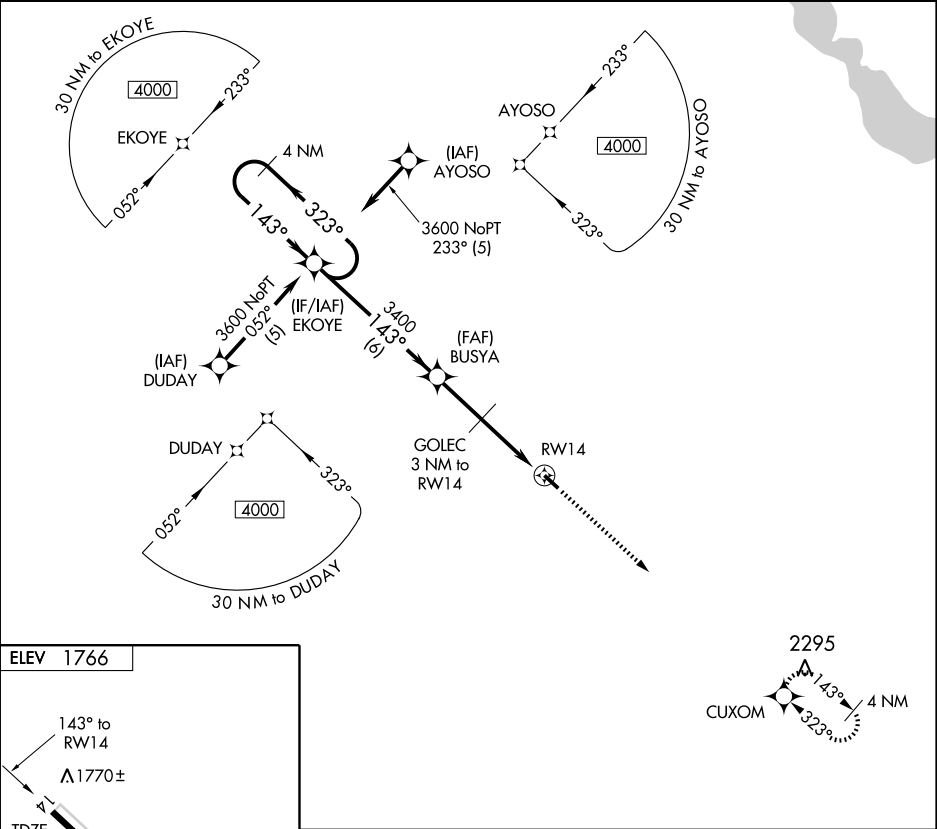 30 NM to EKOYE
4000
233°
EKOYE
052°
4 NM
143°
323°
(IAF)
AYOSO
3600 NoPT
233° (5)
AYOSO
233°
4000
323°
30 NM to AYOSO
3600 NoPT
052°
(5)
(IF/IAF)
EKOYE
(IAF)
DUDAY
3400
143°
(6)
(FAF)
BUSYA
GOLEC
3 NM to
RW14
RW14
DUDAY
052°
323°
4000
30 NM to DUDAY
2295
CUXOM
143°
323°
4 NM
ELEV 1766
143° to
RW14
1770±
14
TDZE